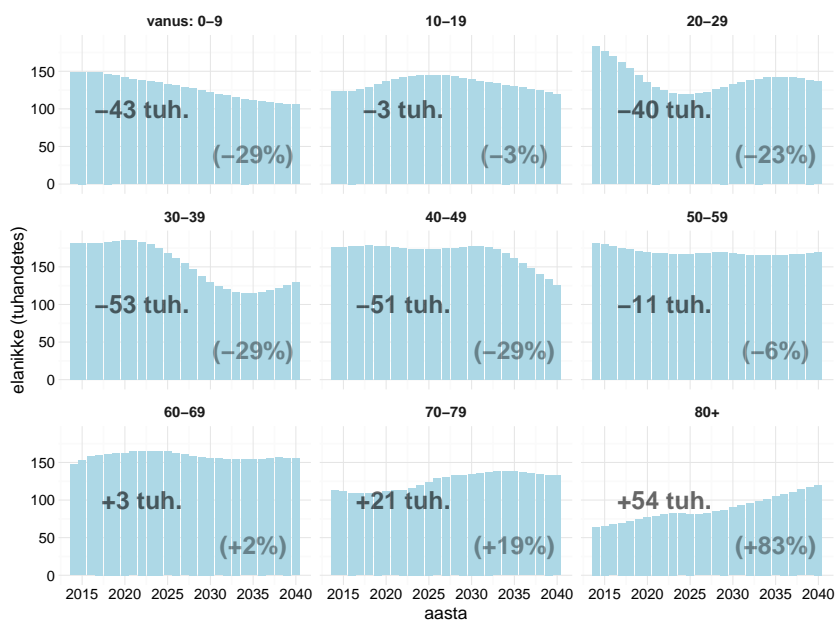 vanus: 0–9 10–19 20–29
150
100
50
0
−43 tuh. −3 tuh. −40 tuh.
(−29%) (−3%) (−23%)
30–39 40–49 50–59
150
100
50
0
−53 tuh. −51 tuh. −11 tuh.
(−29%) (−29%) (−6%)
60–69 70–79 80+
150
100
50
0
+3 tuh. +21 tuh. +54 tuh.
(+2%) (+19%) (+83%)
2015 2020 2025 2030 2035 2040 2015 2020 2025 2030 2035 2040 2015 2020 2025 2030 2035 2040
elanikke (tuhandetes)
aasta